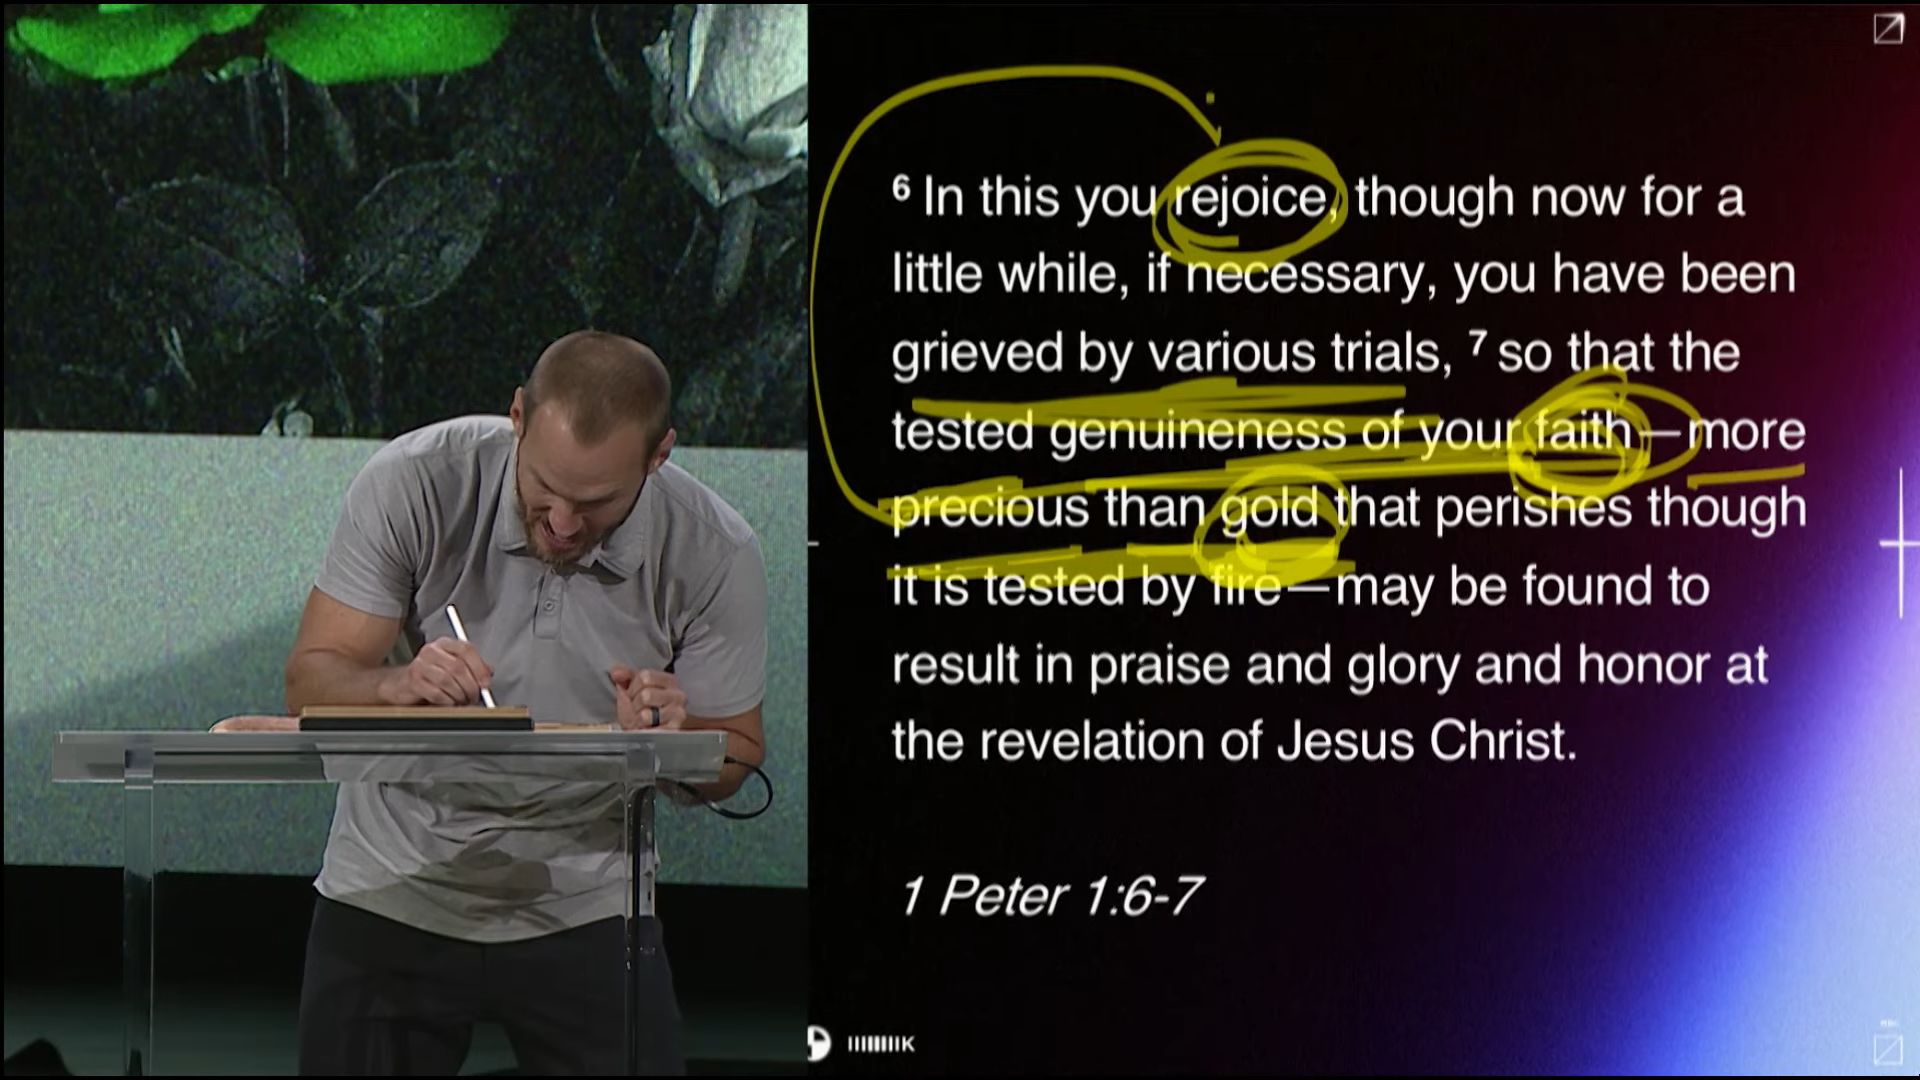 ⁶ In this you rejoice, though now for a
little while, if necessary, you have been
grieved by various trials, ⁷ so that the
tested genuineness of your faith—more
precious than gold that perishes though
it is tested by fire—may be found to
result in praise and glory and honor at
the revelation of Jesus Christ.
1 Peter 1:6-7
K